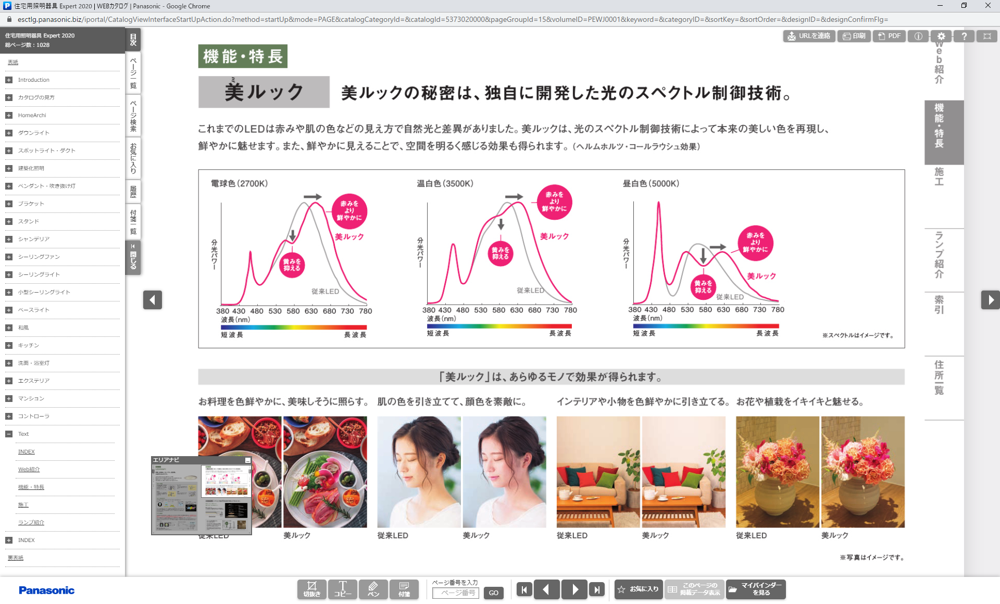 住宅用照明器具 Expert 2020 | WEBカタログ | Panasonic - Google Chrome
esctlg.panasonic.biz/iportal/CatalogViewInterfaceStartUpAction.do?method=startUp&mode=PAGE&catalogCategoryId=&catalogId=5373020000&pageGroupId=15&volumeID=PEWJ0001&keyword=&categoryID=&sortKey=&sortOrder=&designID=&designConfirmFlg=
住宅用照明器具 Expert 2020
総ページ数：1028
表紙
Introduction
カタログの見方
HomeArchi
ダウンライト
スポットライト・ダクト
建築化照明
ペンダント・吹き抜け灯
ブラケット
スタンド
シャンデリア
シーリングファン
シーリングライト
小型シーリングライト
ベースライト
和風
キッチン
洗面・浴室灯
エクステリア
マンション
コントローラ
Text
INDEX
Web紹介
機能・特長
施工
ランプ紹介
INDEX
裏表紙
目次
ページ一覧
ページ検索
お気に入り
履歴
付箋一覧
閉じる
URLを連絡
印刷
PDF
機能・特長
ミ
美ルック
美ルックの秘密は、独自に開発した光のスペクトル制御技術。
これまでのLEDは赤みや肌の色などの見え方で自然光と差異がありました。美ルックは、光のスペクトル制御技術によって本来の美しい色を再現し、
鮮やかに魅せます。また、鮮やかに見えることで、空間を明るく感じる効果も得られます。（ヘルムホルツ・コールラウシュ効果）
電球色（2700K）
赤みを
より
鮮やかに
美ルック
黄みを
抑える
従来LED
分光パワー
380 430 480 530 580 630 680 730 780
波長（nm）
短波長 長波長
温白色（3500K）
赤みを
より
鮮やかに
美ルック
黄みを
抑える
従来LED
分光パワー
380 430 480 530 580 630 680 730 780
波長（nm）
短波長 長波長
昼白色（5000K）
赤みを
より
鮮やかに
美ルック
黄みを
抑える
従来LED
分光パワー
380 430 480 530 580 630 680 730 780
波長（nm）
短波長 長波長
※スペクトルはイメージです。
「美ルック」は、あらゆるモノで効果が得られます。
お料理を色鮮やかに、美味しそうに照らす。
従来LED 美ルック
肌の色を引き立てて、顔色を素敵に。
従来LED 美ルック
インテリアや小物を色鮮やかに引き立てる。
従来LED 美ルック
お花や植栽をイキイキと魅せる。
従来LED 美ルック
※写真はイメージです。
エリアナビ
Web紹介
機能・特長
施工
ランプ紹介
索引
住所一覧
Panasonic
切抜き
コピー
ペン
付箋
ページ番号を入力
ページ番号
GO
お気に入り
このページの
掲載データ表示
マイバインダー
を見る